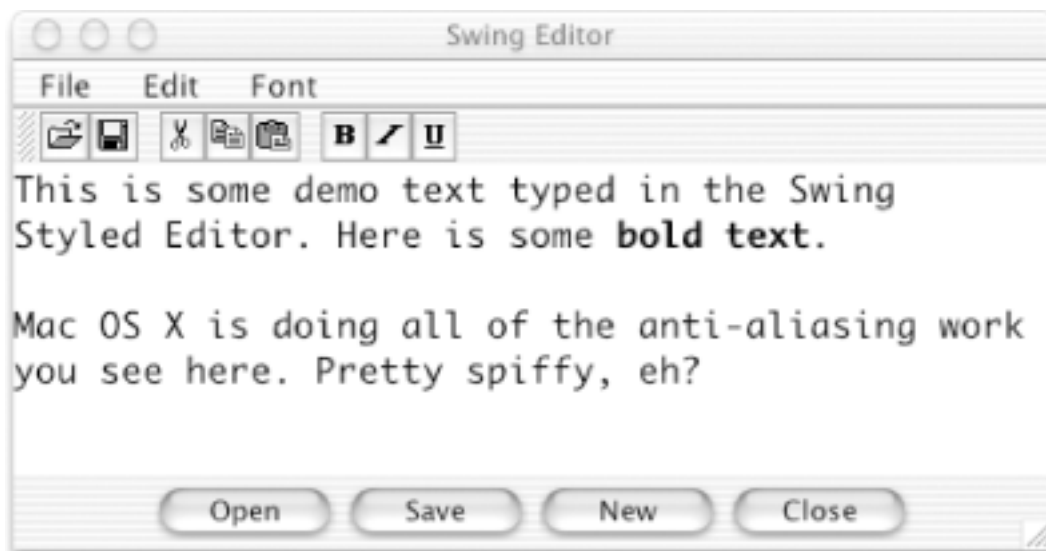 Swing Editor
File Edit Font
B I U
This is some demo text typed in the Swing
Styled Editor. Here is some bold text.
Mac OS X is doing all of the anti-aliasing work
you see here. Pretty spiffy, eh?
Open Save New Close